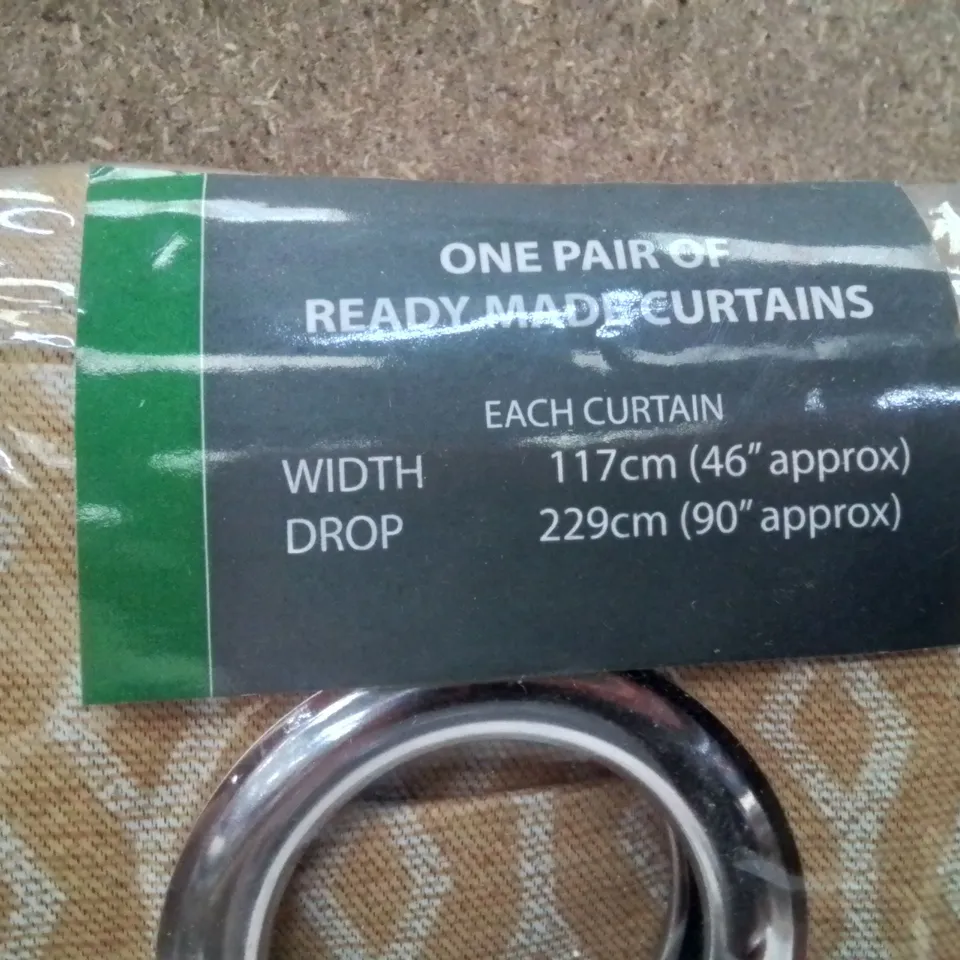 ONE PAIR OF
READY MADE CURTAINS
EACH CURTAIN
WIDTH 117cm (46" approx)
DROP 229cm (90" approx)